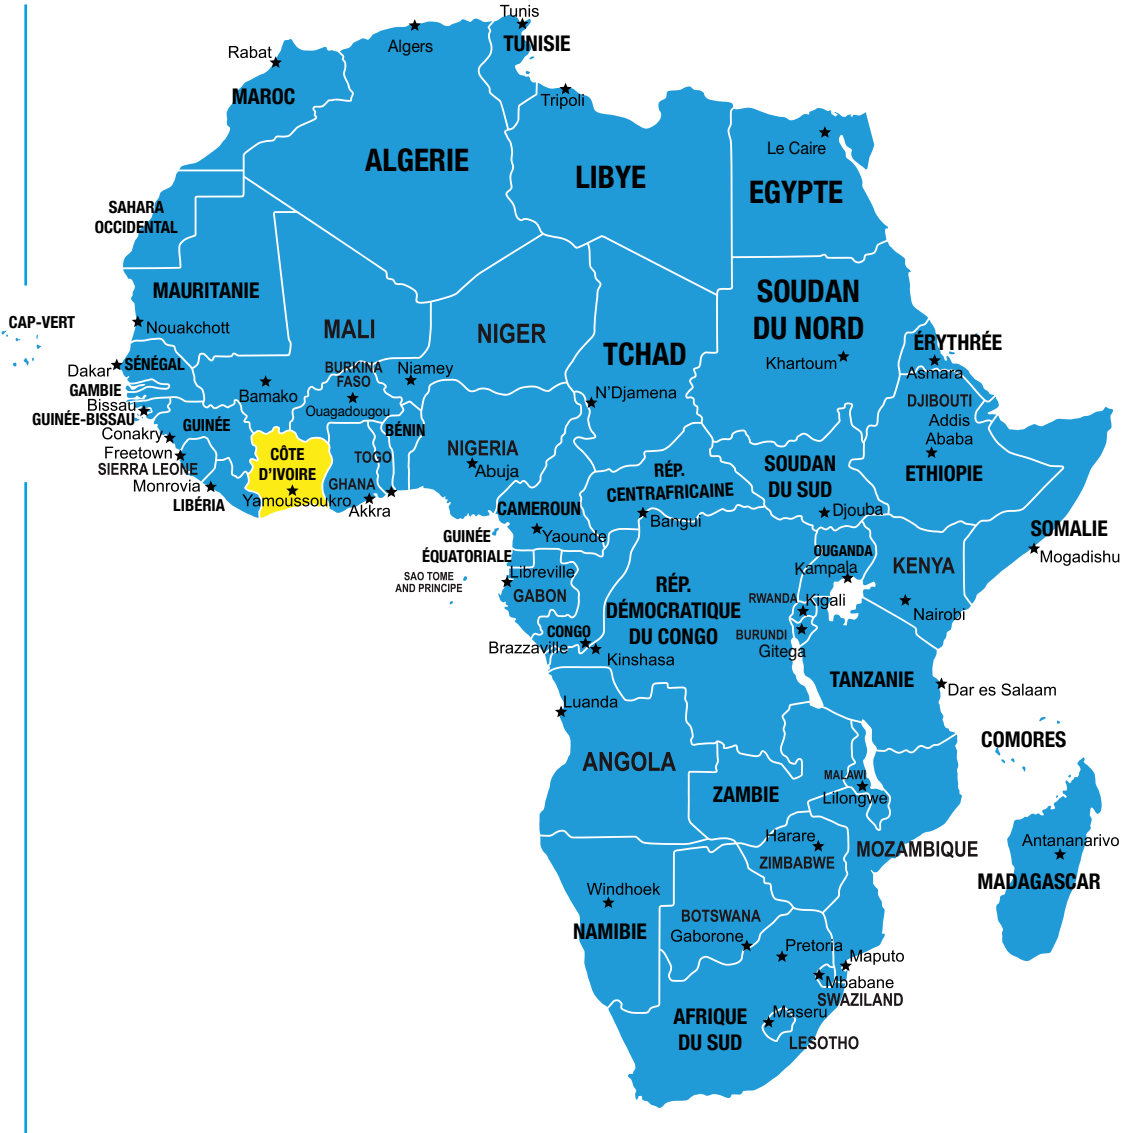 Tunis
TUNISIE
Algers
Rabat
MAROC
Tripoli
Le Caire
ALGERIE
LIBYE
EGYPTE
SAHARA
OCCIDENTAL
MAURITANIE
Nouakchott
CAP-VERT
MALI
NIGER
TCHAD
SOUDAN
DU NORD
Khartoum
ÉRYTHRÉE
Asmara
Dakar
SÉNÉGAL
GAMBIE
Bissau
GUINÉE-BISSAU
Conakry
GUINÉE
Freetown
SIERRA LEONE
Monrovia
LIBÉRIA
Bamako
BURKINA
FASO
Ouagadougou
Niamey
N'Djamena
BÉNIN
TOGO
GHANA
Akkra
CÔTE
D'IVOIRE
Yamoussoukro
NIGERIA
Abuja
DJIBOUTI
Addis
Ababa
ETHIOPIE
RÉP.
CENTRAFRICAINE
Bangui
SOUDAN
DU SUD
Djouba
CAMEROUN
Yaounde
GUINÉE
ÉQUATORIALE
SAO TOME
AND PRINCIPE
Libreville
GABON
CONGO
Brazzaville
Kinshasa
RÉP.
DÉMOCRATIQUE
DU CONGO
OUGANDA
Kampala
KENYA
Nairobi
SOMALIE
Mogadishu
RWANDA
Kigali
BURUNDI
Gitega
TANZANIE
Dar es Salaam
Luanda
ANGOLA
ZAMBIE
MALAWI
Lilongwe
COMORES
Harare
ZIMBABWE
MOZAMBIQUE
Antananarivo
MADAGASCAR
Windhoek
NAMIBIE
BOTSWANA
Gaborone
Pretoria
Maputo
Mbabane
SWAZILAND
AFRIQUE
DU SUD
Maseru
LESOTHO